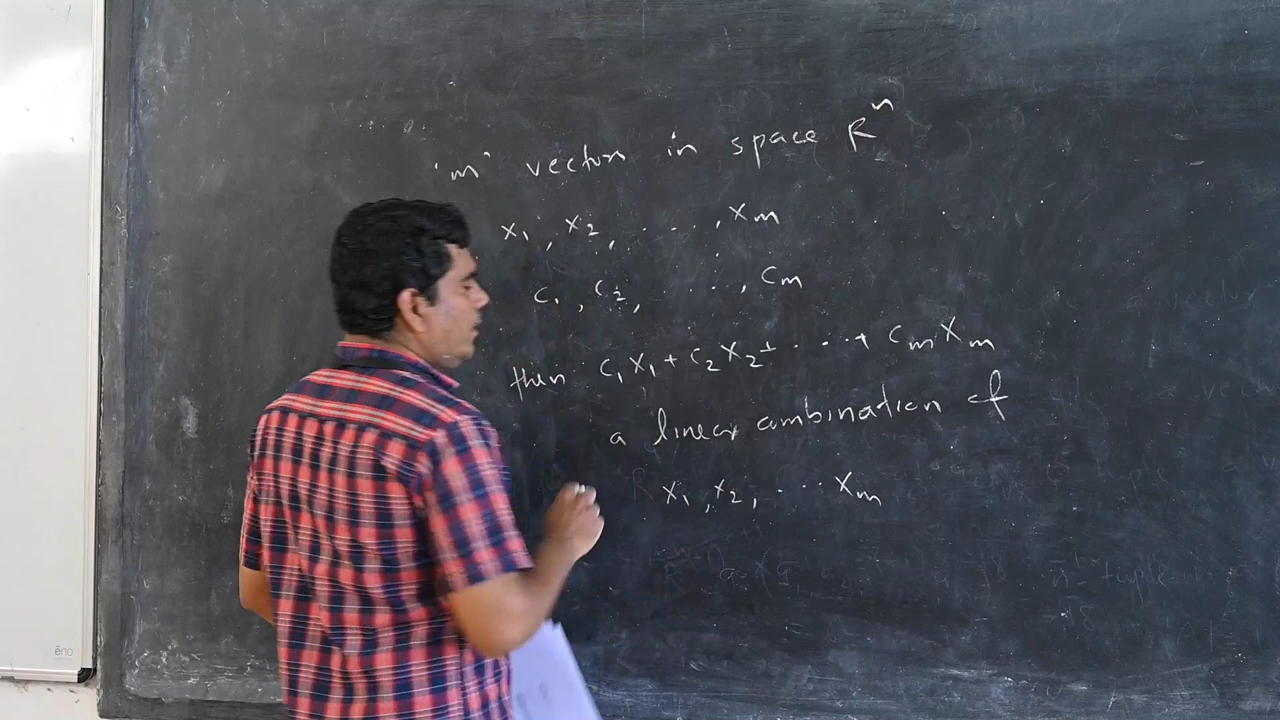 'm' vectors in space Rⁿ
x₁, x₂, ....., xₘ
c₁, c₂, ....., cₘ
then c₁x₁ + c₂x₂ + ....+ cₘxₘ
a linear combination of
x₁, x₂, .... xₘ
ēno